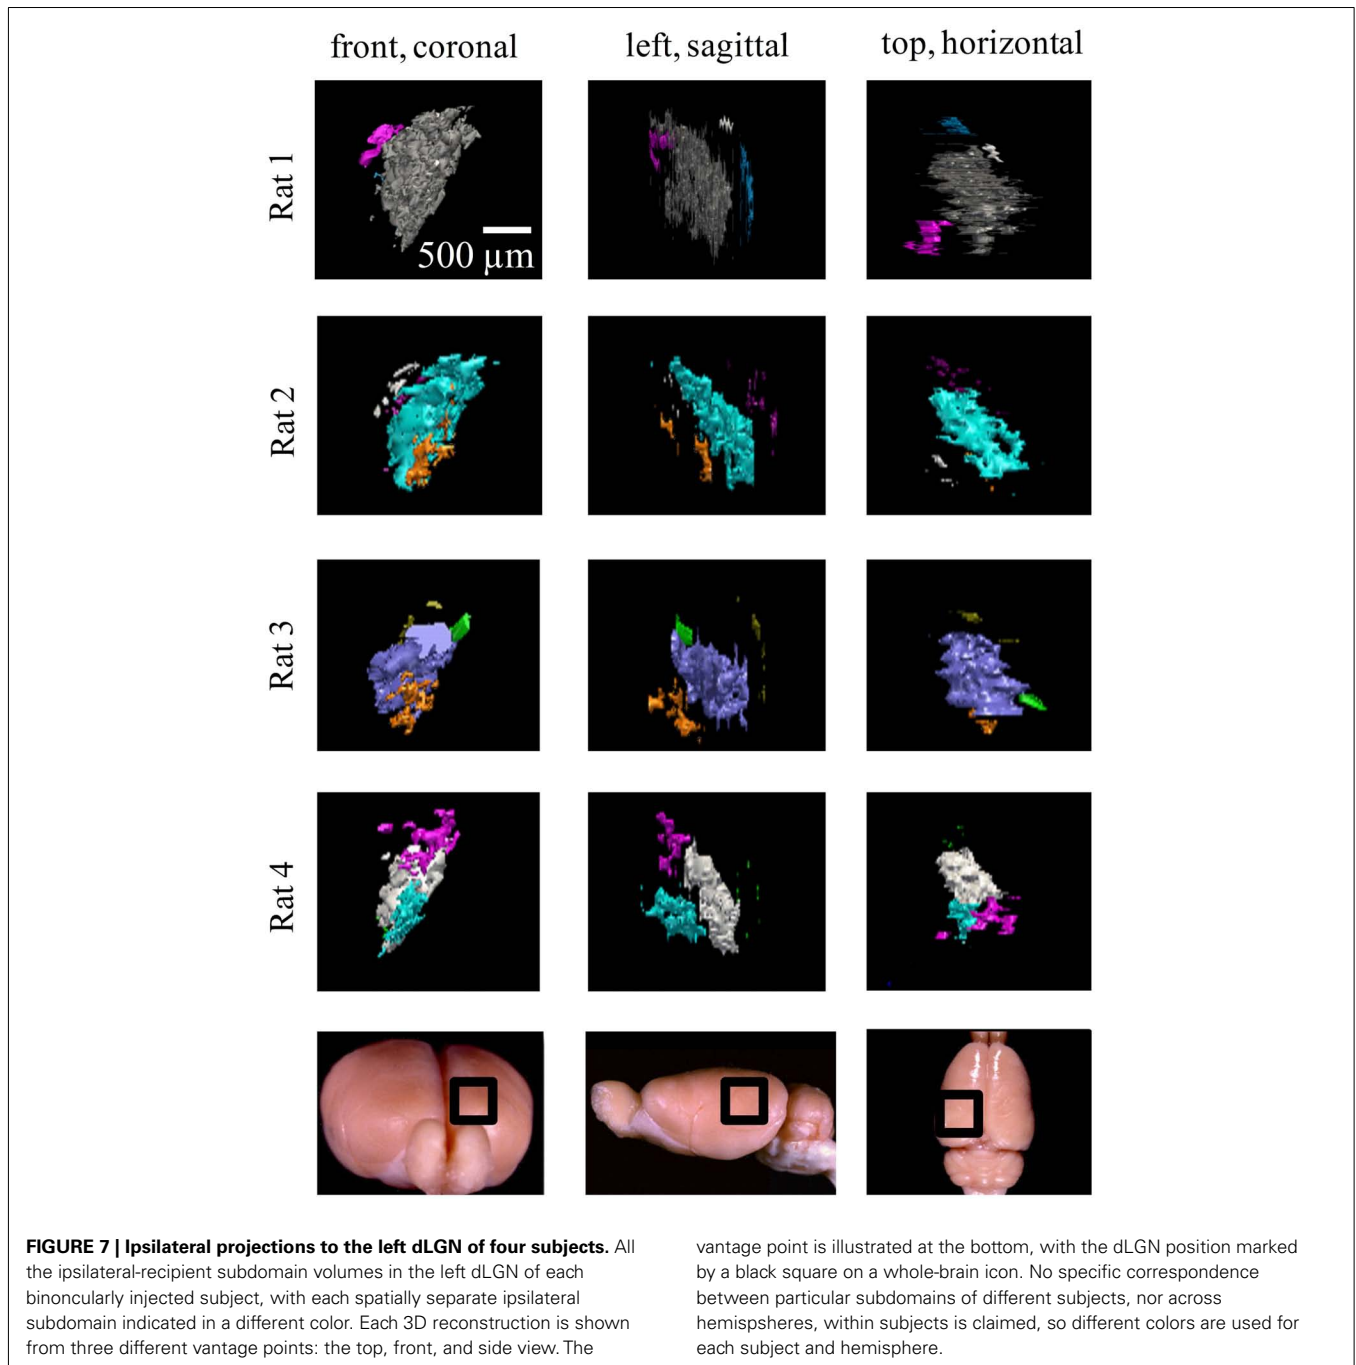 front, coronal
left, sagittal
top, horizontal
Rat 1
500 µm
Rat 2
Rat 3
Rat 4
FIGURE 7 | Ipsilateral projections to the left dLGN of four subjects. All
the ipsilateral-recipient subdomain volumes in the left dLGN of each
binoncularly injected subject, with each spatially separate ipsilateral
subdomain indicated in a different color. Each 3D reconstruction is shown
from three different vantage points: the top, front, and side view. The
vantage point is illustrated at the bottom, with the dLGN position marked
by a black square on a whole-brain icon. No specific correspondence
between particular subdomains of different subjects, nor across
hemispsheres, within subjects is claimed, so different colors are used for
each subject and hemisphere.